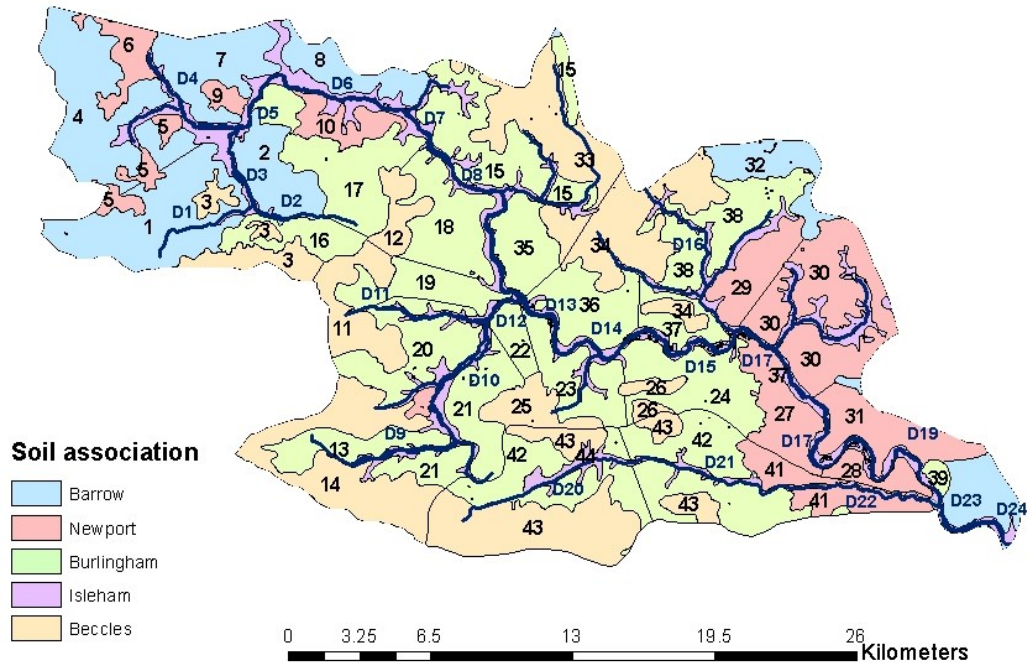 6
7
8
15
4
D4
D6
9
5
D5
10
D7
33
32
2
15
17
D8
15
38
5
D3
5
3
D1
D2
1
3
16
12
18
35
34
D16
38
29
30
3
19
D11
D13
36
34
11
D12
D14
37
30
20
22
D15
D17
30
37
D10
23
26
24
21
25
26
27
31
13
D9
43
43
42
D17
D19
21
42
44
D21
41
28
39
14
D20
43
41
D22
D23
D24
43
Soil association
Barrow
Newport
Burlingham
Isleham
Beccles
0 3.25 6.5 13 19.5 26
Kilometers